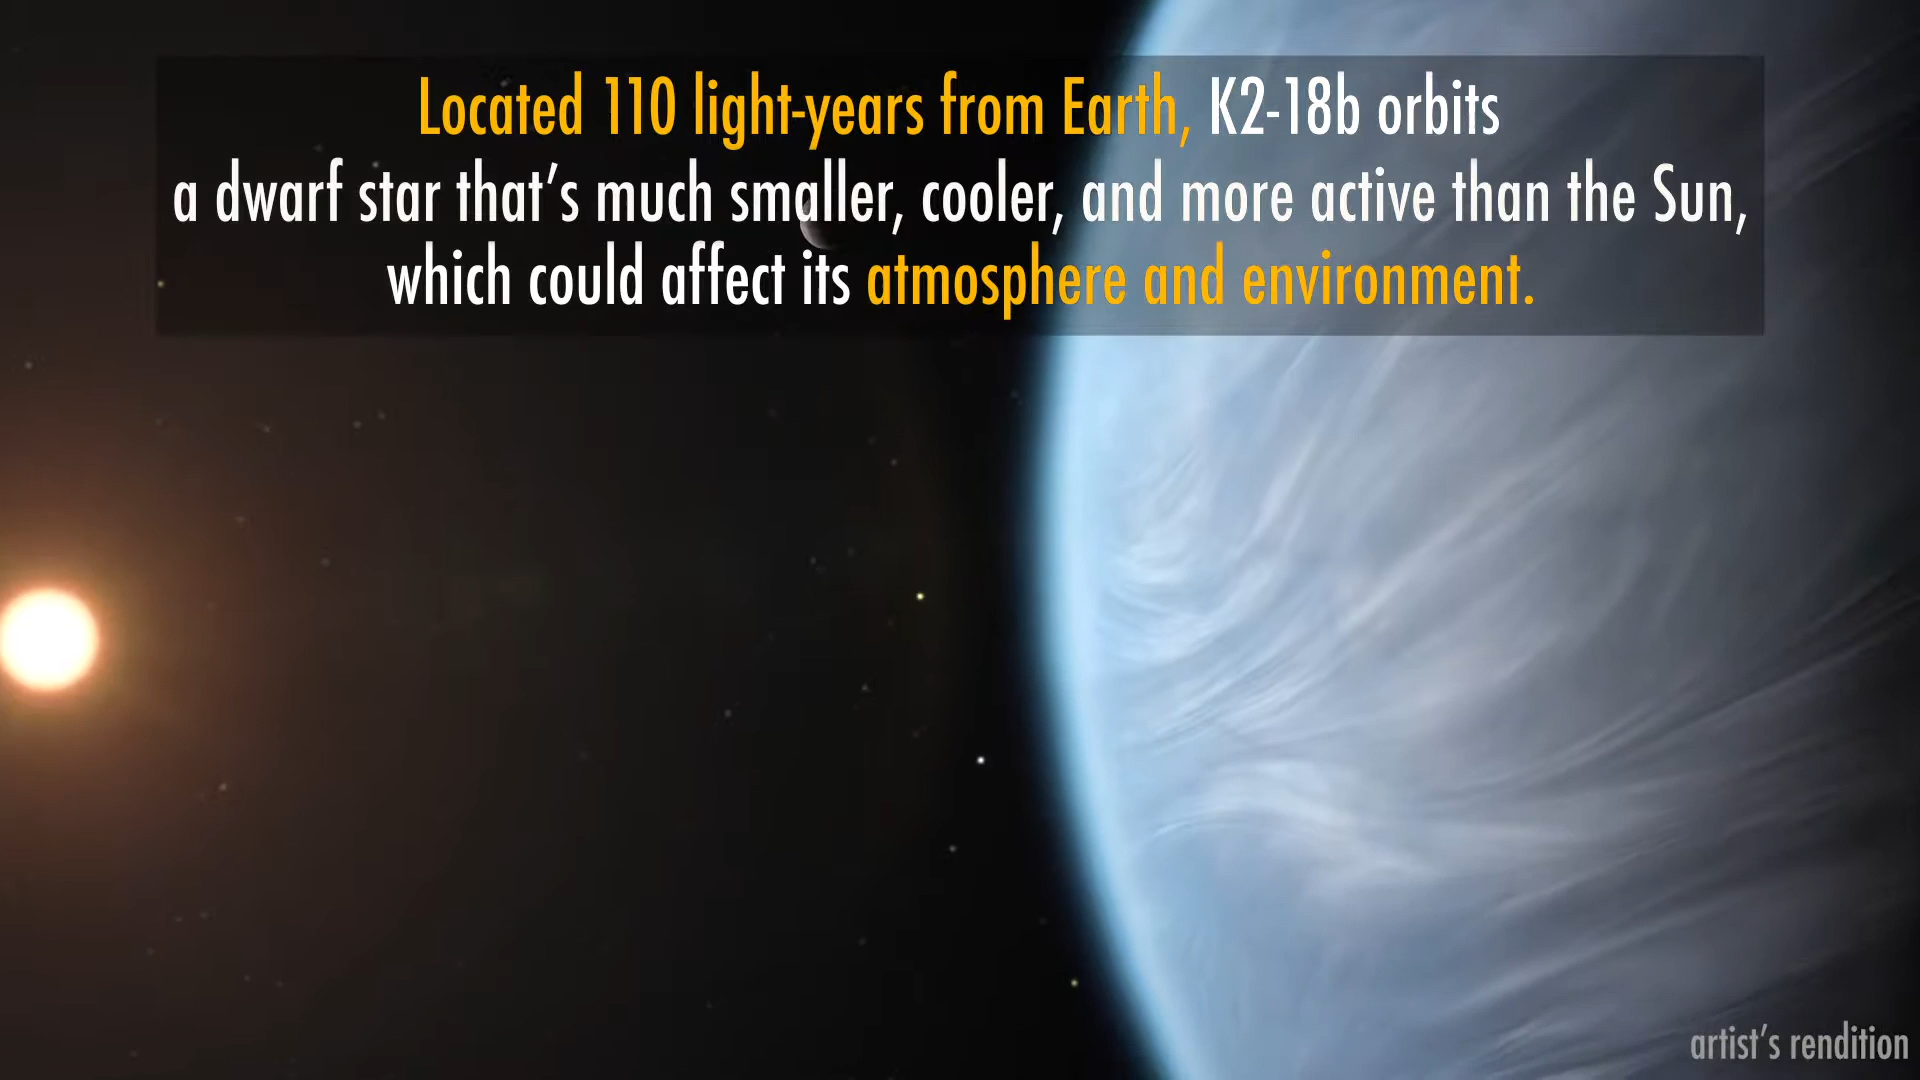 Located 110 light-years from Earth, K2-18b orbits
a dwarf star that’s much smaller, cooler, and more active than the Sun,
which could affect its atmosphere and environment.
artist’s rendition